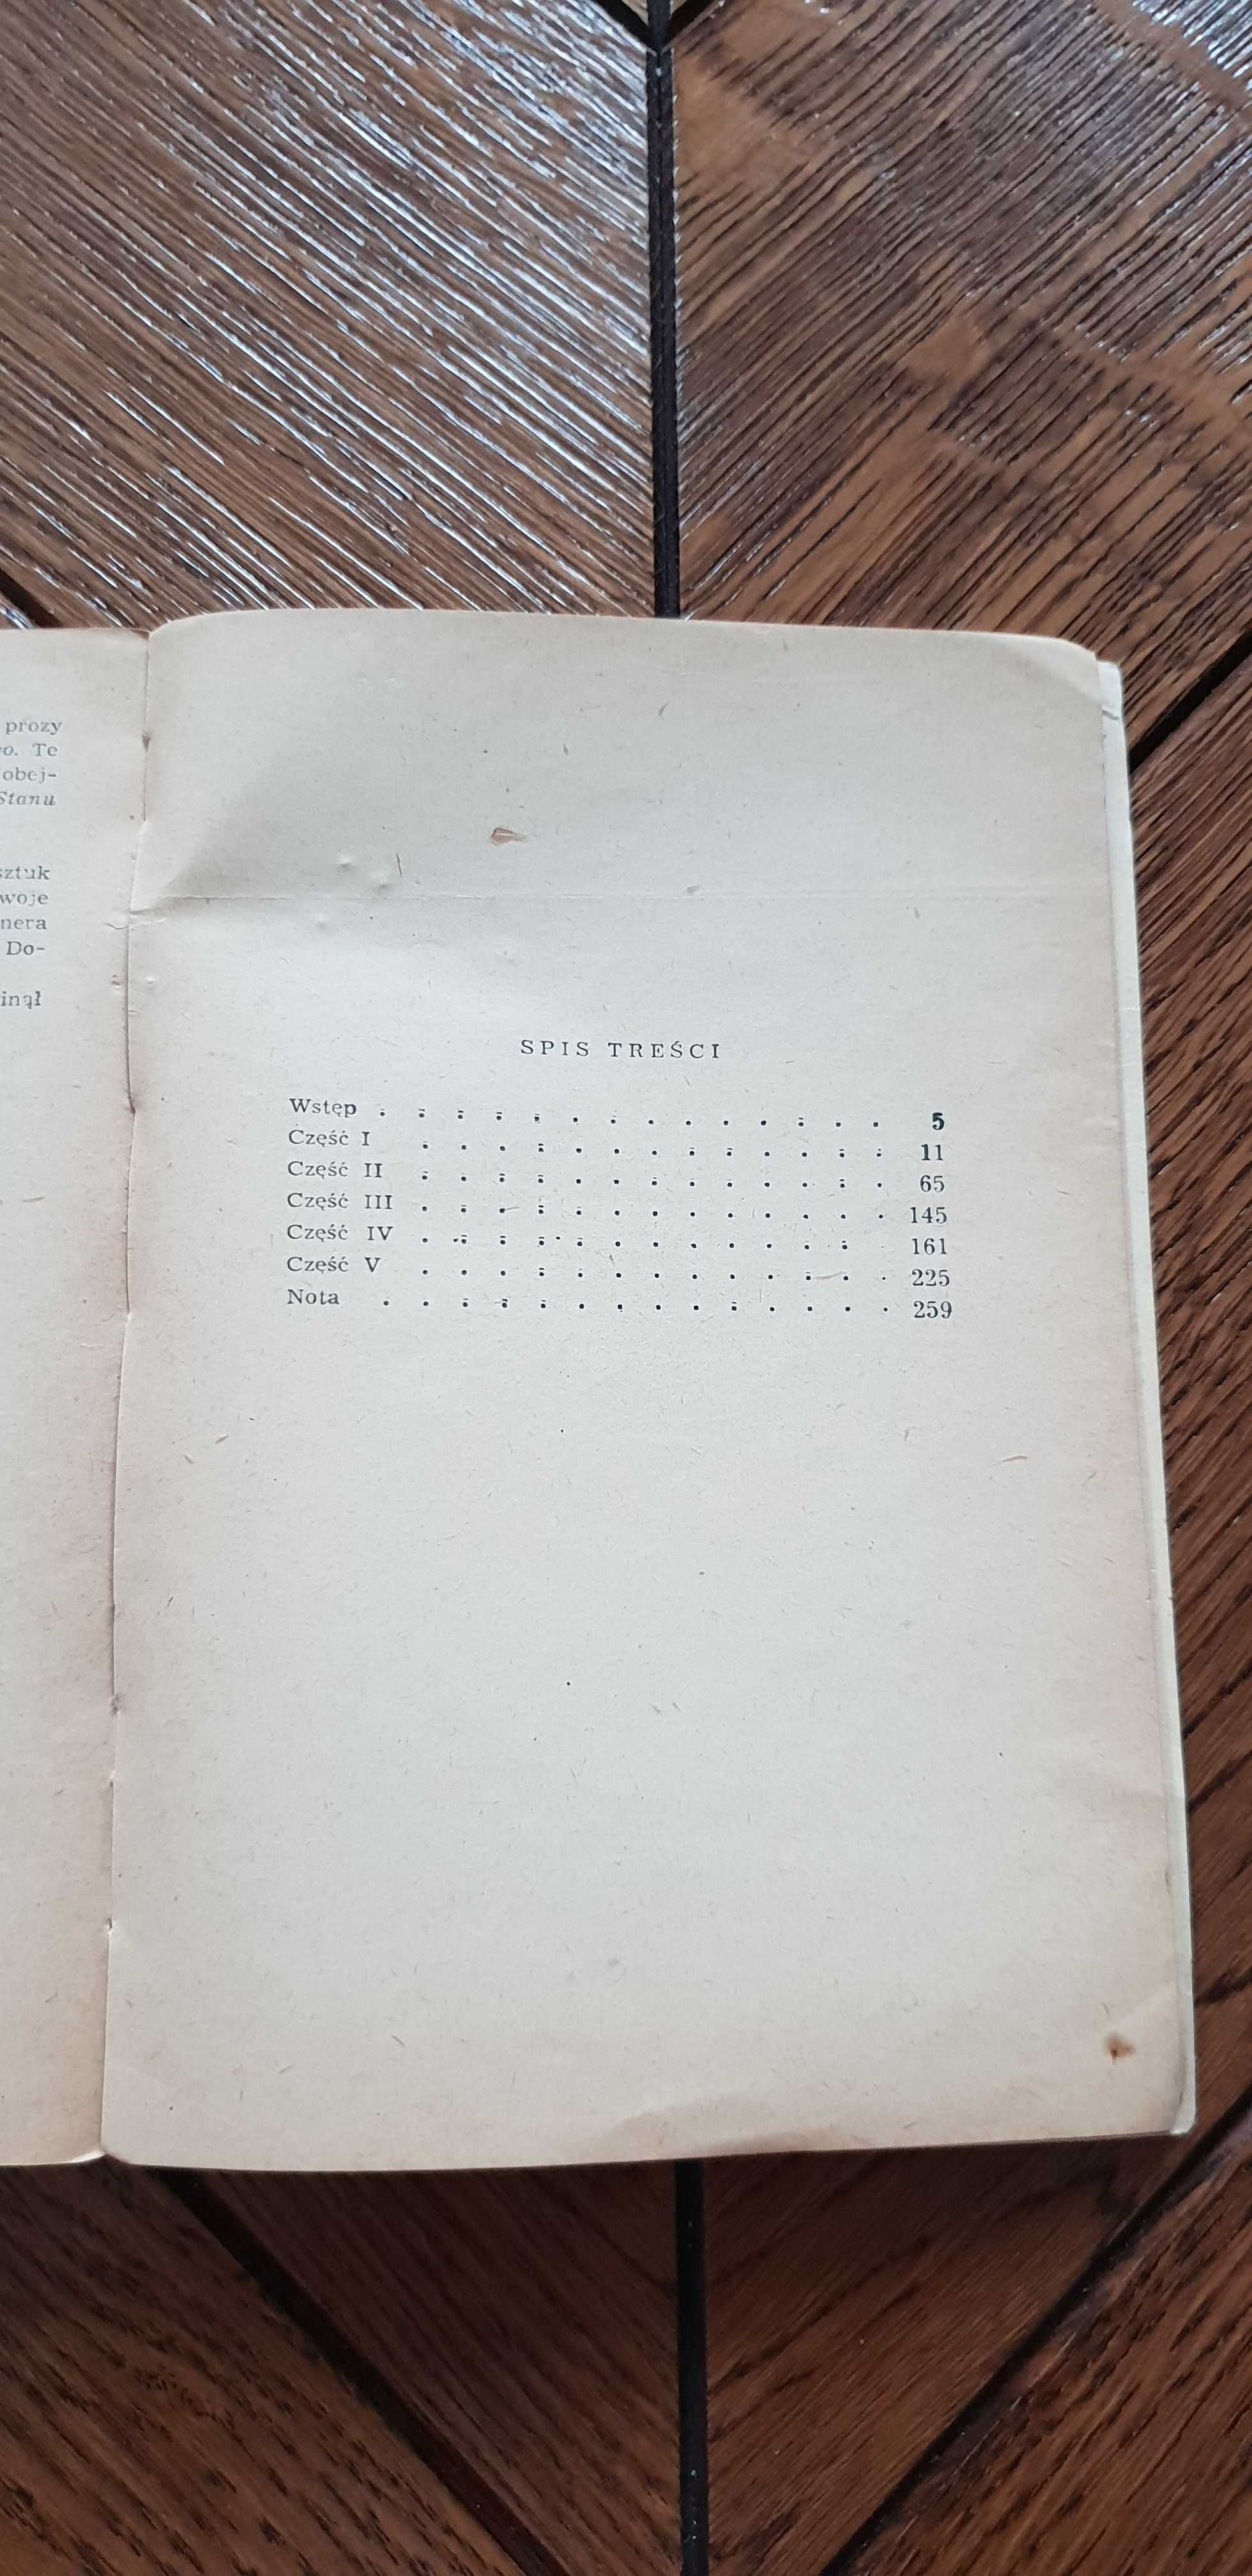 prozy
o. Te
obej-
Stanu
sztuk
woje
nera
Do-
inął
SPIS TREŚCI
Wstęp . . . . . . . . . . . . . . 5
Część I . . . . . . . . . . . . . 11
Część II . . . . . . . . . . . . . 65
Część III . . . . . . . . . . . . . 145
Część IV . . . . . . . . . . . . . 161
Część V . . . . . . . . . . . . . 225
Nota . . . . . . . . . . . . . . 259